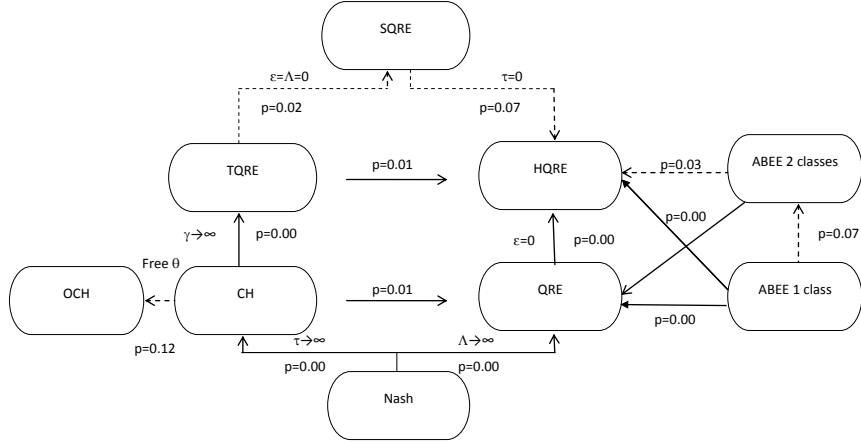 SQRE
ε=Λ=0
τ=0
p=0.02
p=0.07
TQRE
p=0.01
HQRE
p=0.03
ABEE 2 classes
γ→∞
p=0.00
ε=0
p=0.00
p=0.00
p=0.07
Free θ
OCH
CH
p=0.01
QRE
ABEE 1 class
p=0.00
p=0.12
τ→∞
Λ→∞
p=0.00
p=0.00
Nash